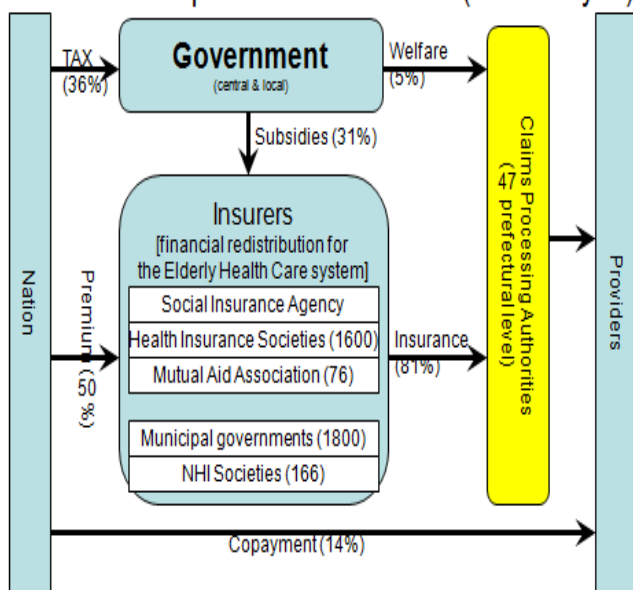 TAX
(36%)
Government
(central & local)
Welfare
(5%)
Subsidies (31%)
Insurers
[financial redistribution for
the Elderly Health Care system]
Social Insurance Agency
Health Insurance Societies (1600)
Mutual Aid Association (76)
Municipal governments (1800)
NHI Societies (166)
Nation
Premium (50
%)
Insurance
(81%)
Claims Processing Authorities
(47 prefectural level)
Providers
Copayment (14%)